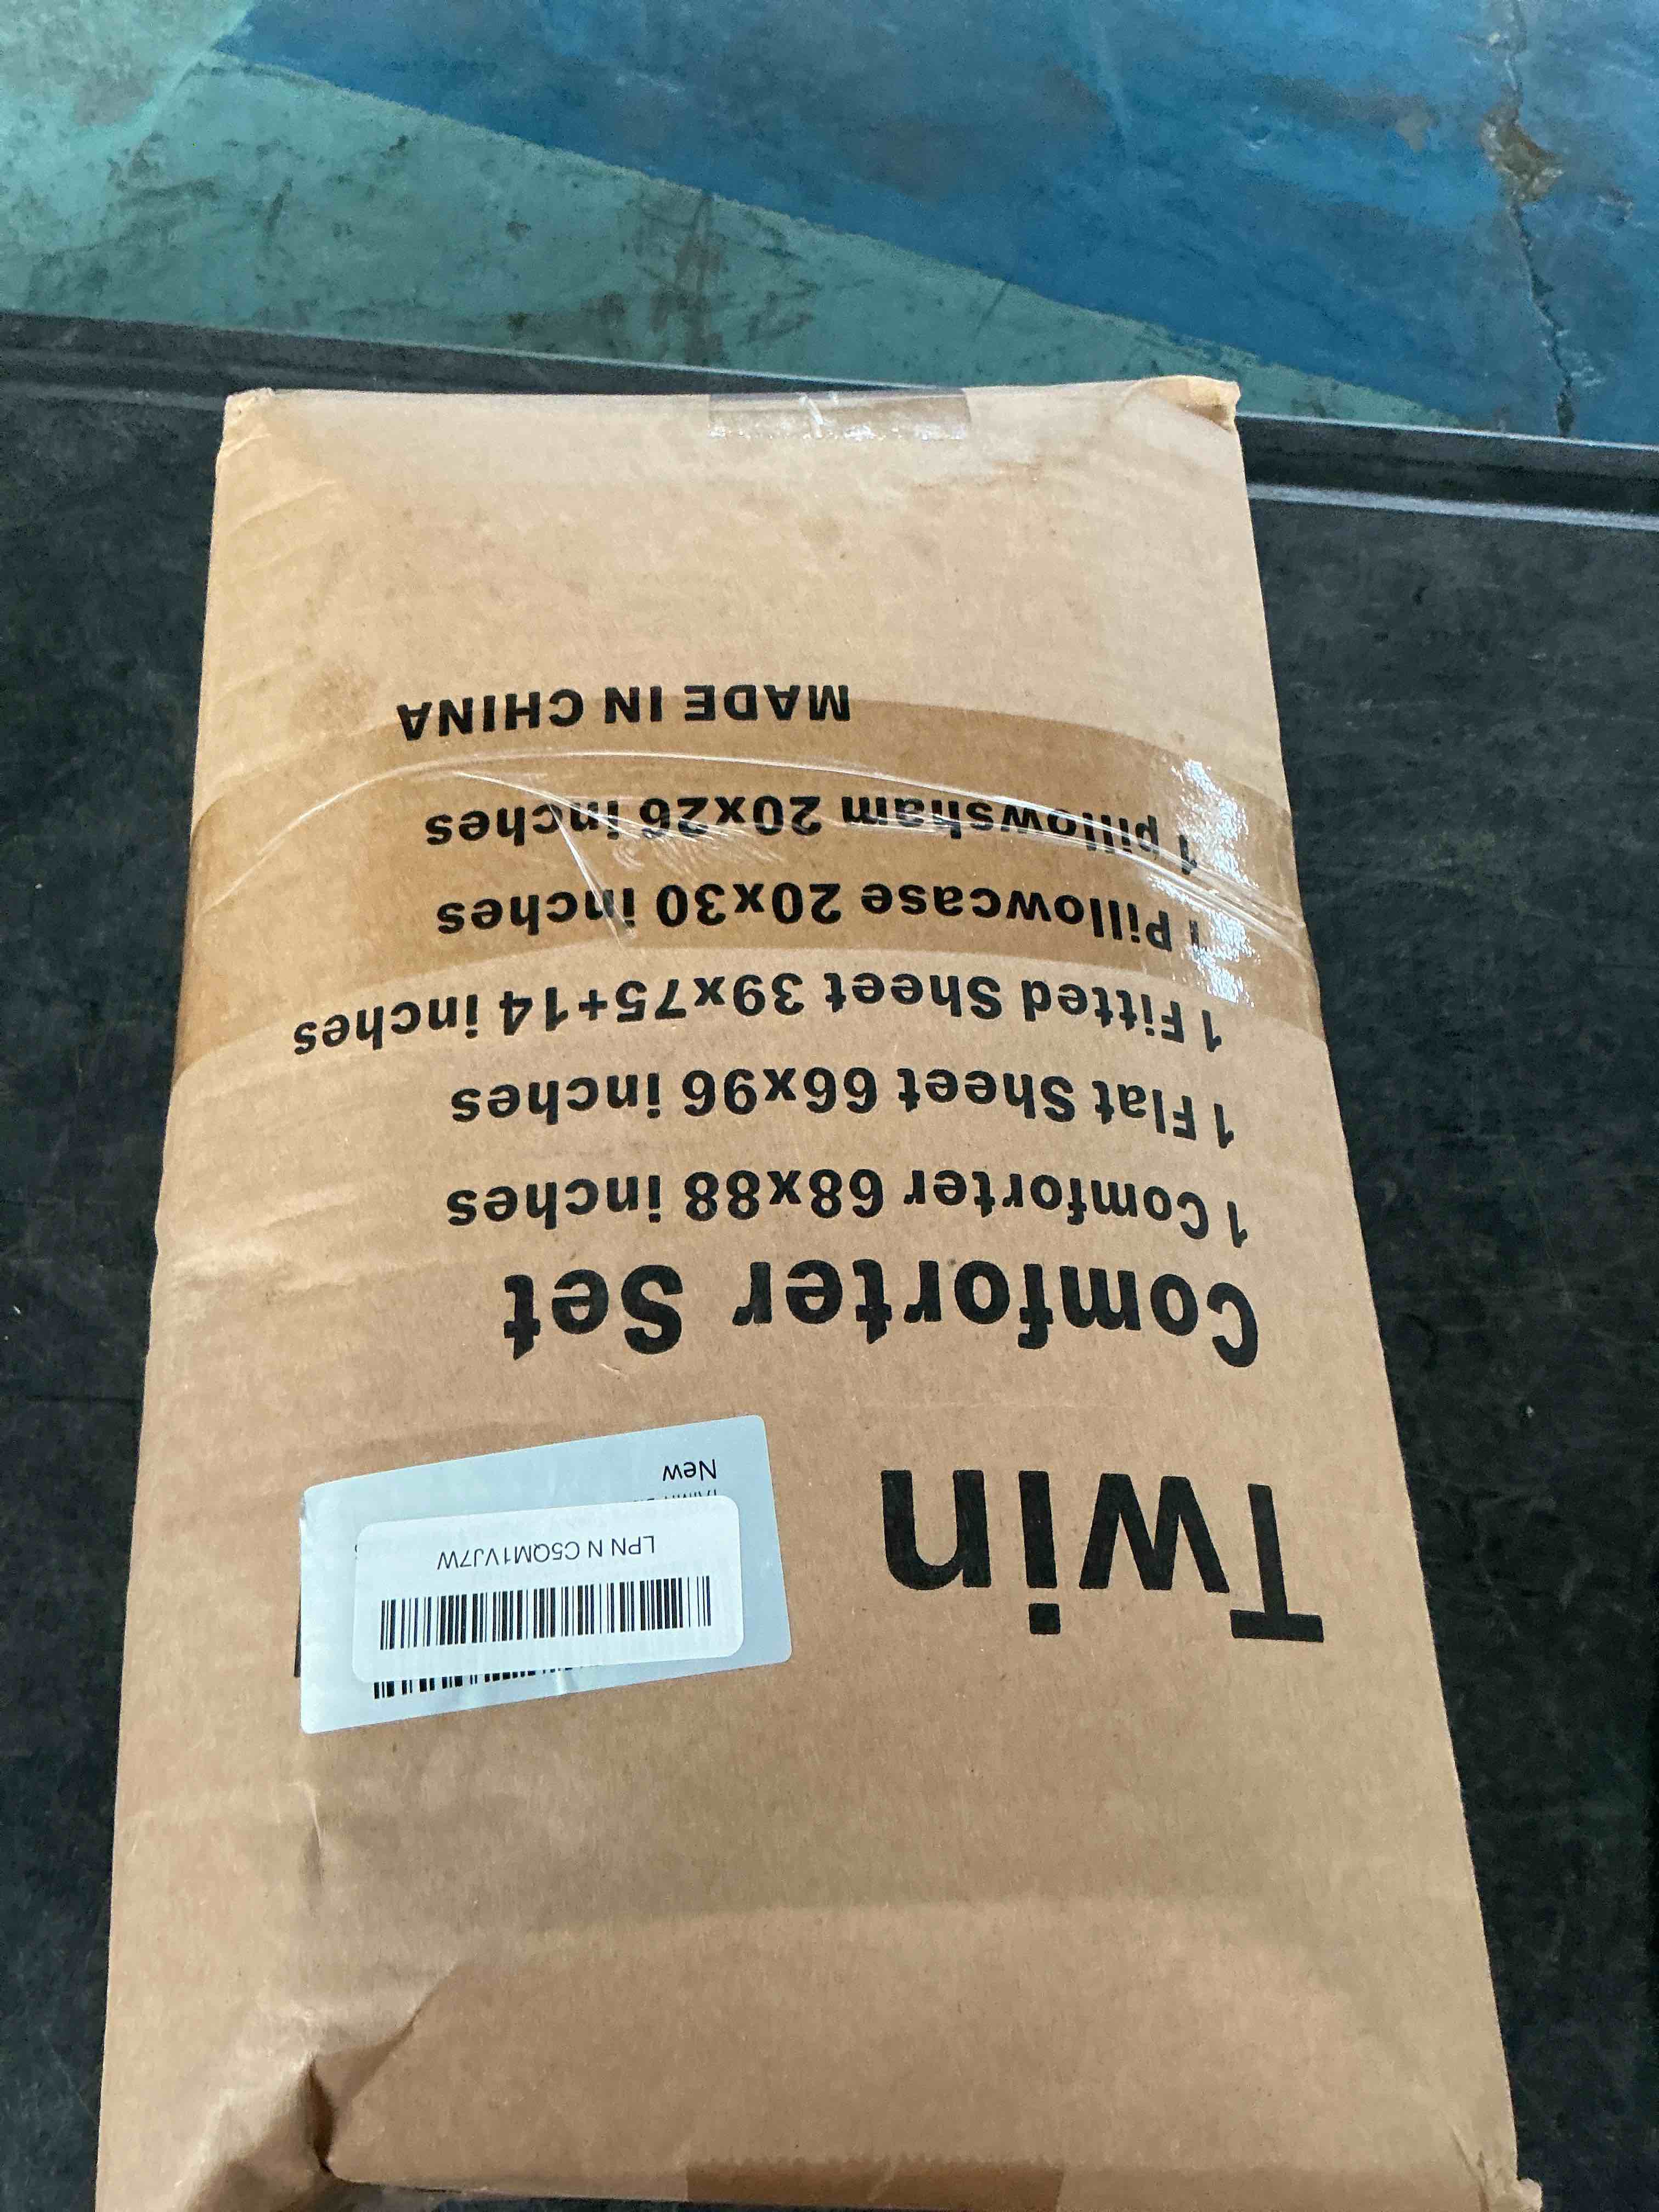 Twin
LPN N C5QM1VJ7W
New
Comforter Set
1 Comforter 68x88 inches
1 Flat Sheet 66x96 inches
1 Fitted Sheet 39x75+14 inches
1 Pillowcase 20x30 inches
1 pillowsham 20x26 inches
MADE IN CHINA